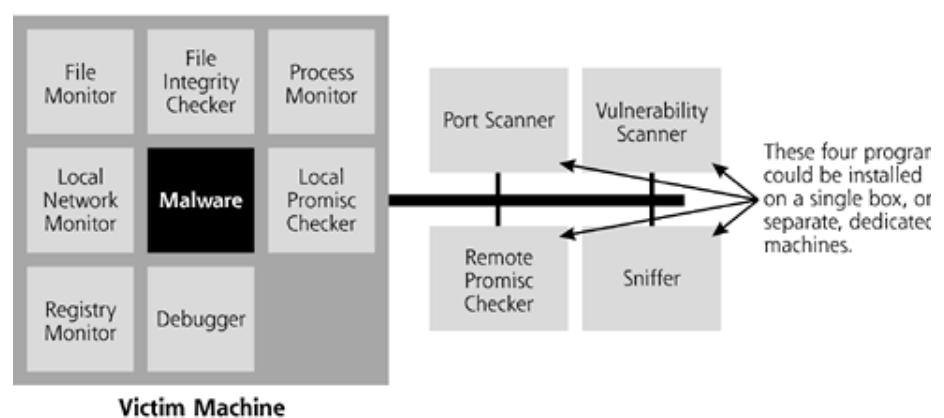 File
Monitor
File
Integrity
Checker
Process
Monitor
Local
Network
Monitor
Malware
Local
Promisc
Checker
Registry
Monitor
Debugger
Victim Machine
Port Scanner
Vulnerability
Scanner
Remote
Promisc
Checker
Sniffer
These four program
could be installed
on a single box, or
separate, dedicated
machines.